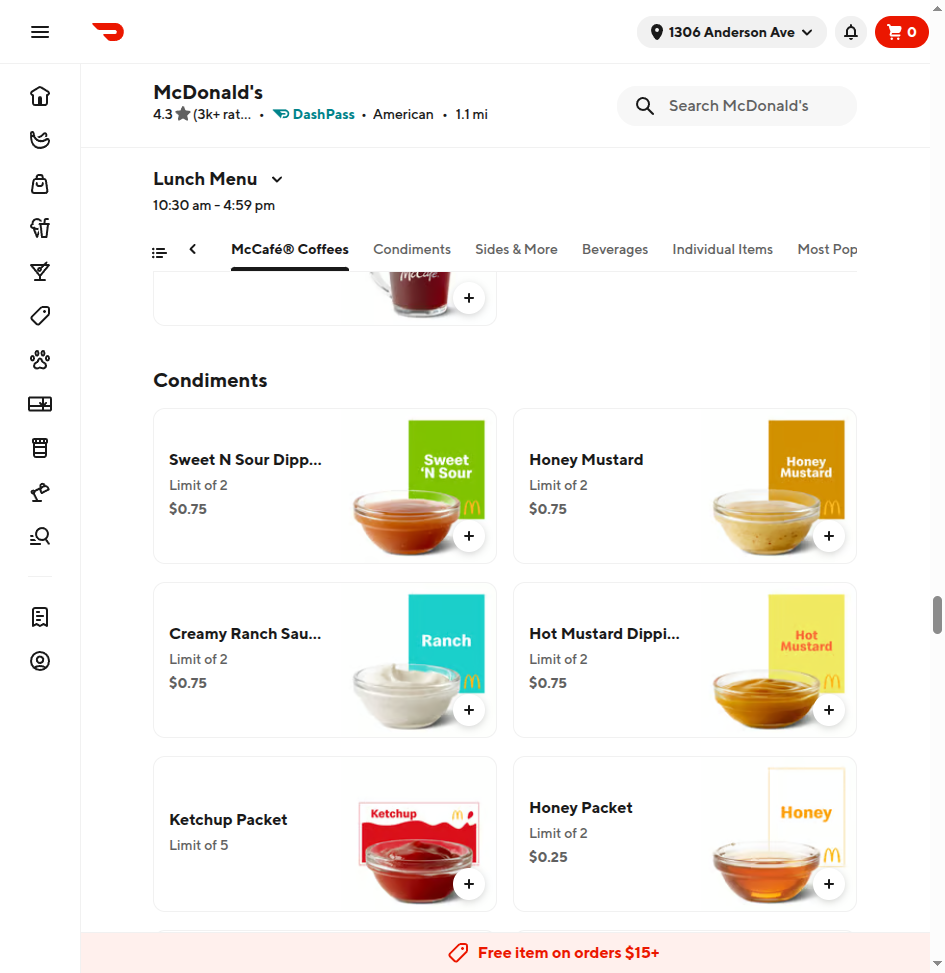 1306 Anderson Ave
0
McDonald's
4.3 (3k+ rat... • DashPass • American • 1.1 mi
Search McDonald's
Lunch Menu
10:30 am - 4:59 pm
McCafé® Coffees
Condiments
Sides & More
Beverages
Individual Items
Most Pop
McCafé
Condiments
Sweet N Sour Dipp...
Limit of 2
$0.75
Sweet
'N Sour
Honey Mustard
Limit of 2
$0.75
Honey
Mustard
Creamy Ranch Sau...
Limit of 2
$0.75
Ranch
Hot Mustard Dippi...
Limit of 2
$0.75
Hot
Mustard
Ketchup Packet
Limit of 5
Ketchup
Honey Packet
Limit of 2
$0.25
Honey
Free item on orders $15+